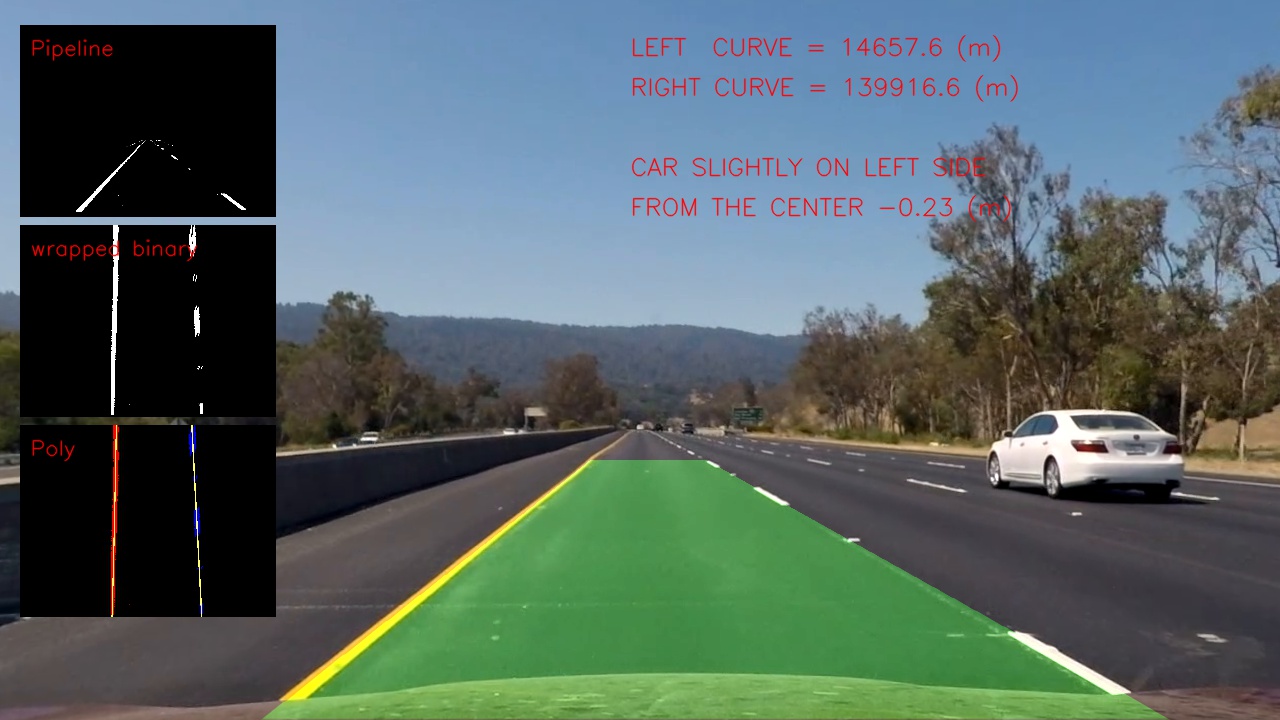 Pipeline
LEFT  CURVE = 14657.6 (m)
RIGHT CURVE = 139916.6 (m)
CAR SLIGHTLY ON LEFT SIDE
FROM THE CENTER -0.23 (m)
wrapped binary
Poly